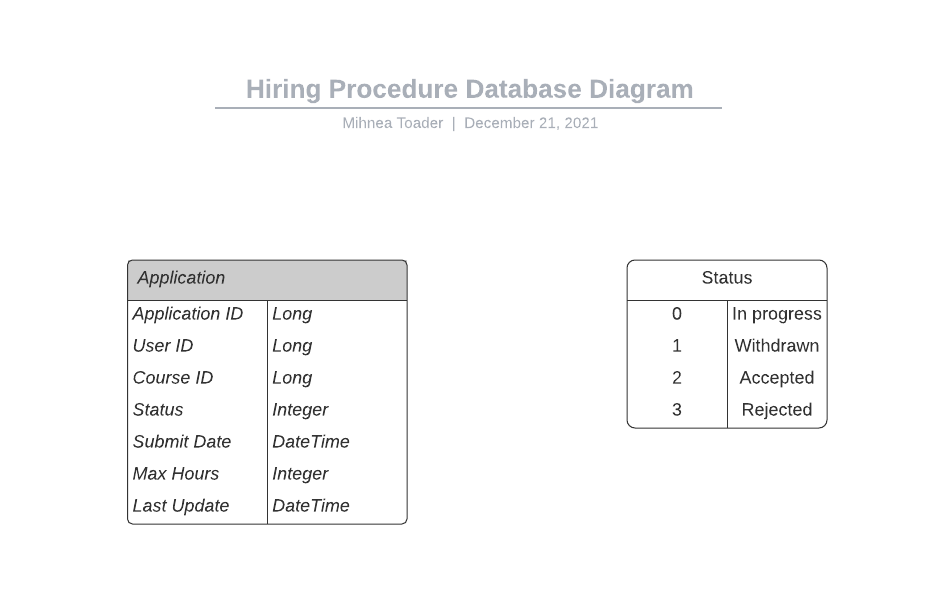 Hiring Procedure Database Diagram
Mihnea Toader | December 21, 2021
Application
Application ID Long
User ID Long
Course ID Long
Status Integer
Submit Date DateTime
Max Hours Integer
Last Update DateTime
Status
0 In progress
1 Withdrawn
2 Accepted
3 Rejected